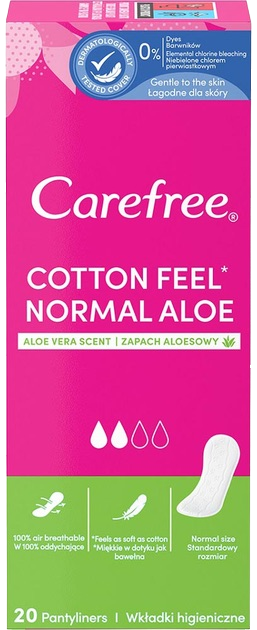 DERMATOLOGICALLY
TESTED COVER
0%
Dyes
Barwników
Elemental chlorine bleaching
Niebielone chlorem
pierwiastkowym
Gentle to the skin
Łagodne dla skóry
Carefree®
COTTON FEEL*
NORMAL ALOE
ALOE VERA SCENT | ZAPACH ALOESOWY
100% air breathable
W 100% oddychające
*Feels as soft as cotton
*Miękkie w dotyku jak
bawełna
Normal size
Standardowy
rozmiar
20 Pantyliners | Wkładki higieniczne